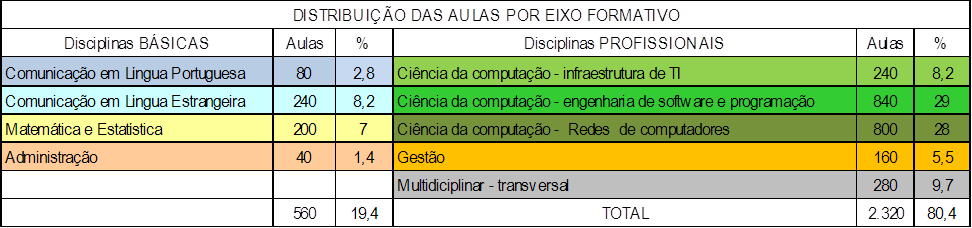 DISTRIBUIÇÃO DAS AULAS POR EIXO FORMATIVO
Disciplinas BÁSICAS Aulas % Disciplinas PROFISSIONAIS Aulas %
Comunicação em Língua Portuguesa 80 2,8 Ciência da computação - infraestrutura de TI 240 8,2
Comunicação em Língua Estrangeira 240 8,2 Ciência da computação - engenharia de software e programação 840 29
Matemática e Estatística 200 7 Ciência da computação - Redes de computadores 800 28
Administração 40 1,4 Gestão 160 5,5
Multidiciplinar - transversal 280 9,7
560 19,4 TOTAL 2.320 80,4